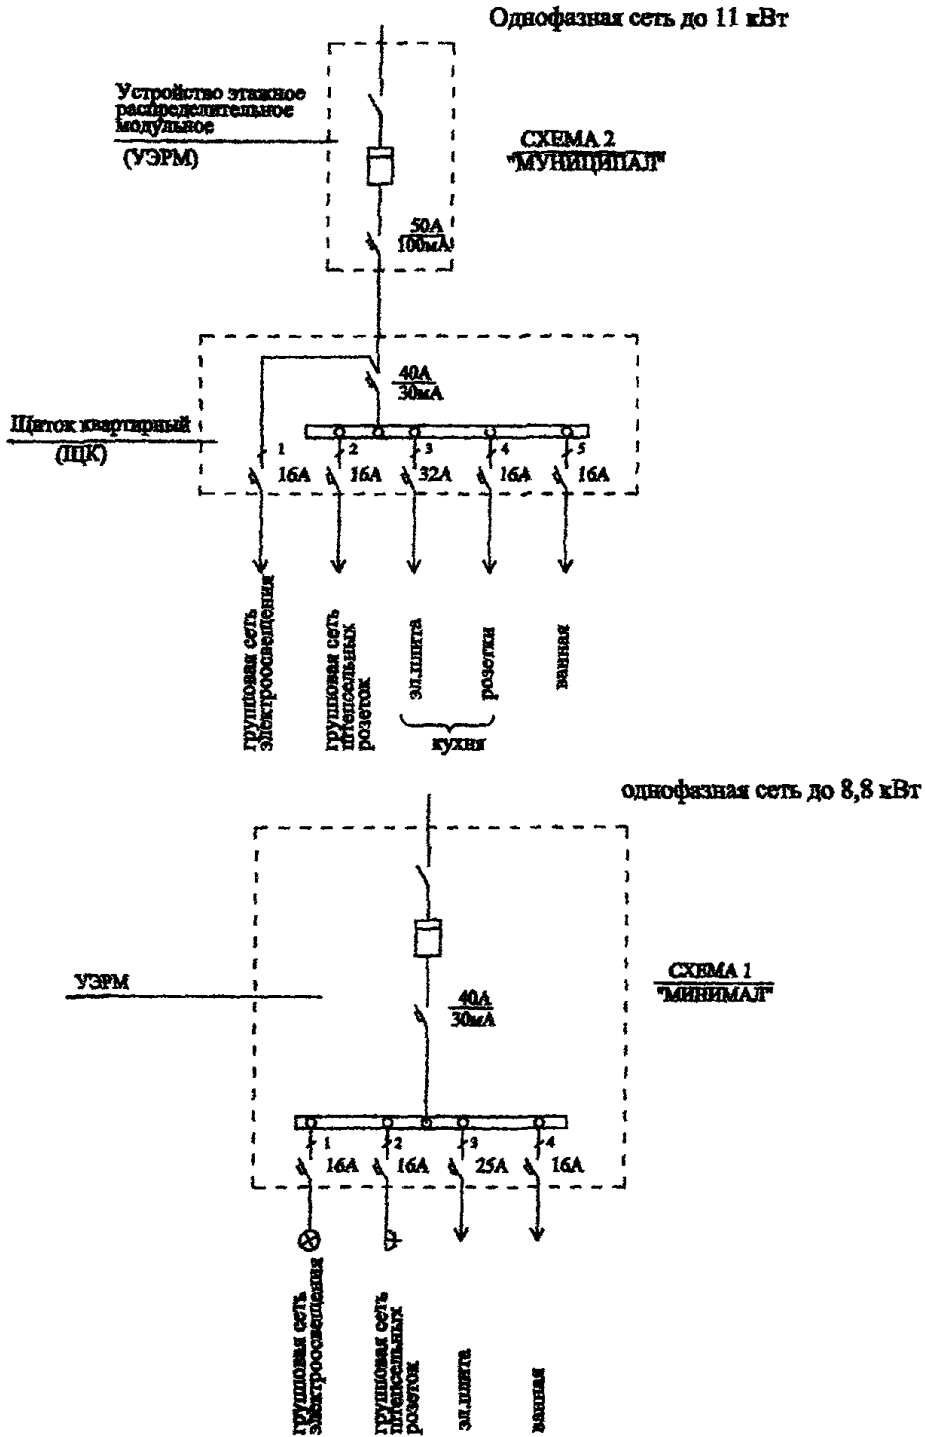 Однофазная сеть до 11 кВт
Устройство этажное
распределительное
модульное
(УЭРМ)
СХЕМА 2
"МУНИЦИПАЛ"
50А
100мА
40А
30мА
Щиток квартирный
(ЩК)
1 2 3 4 5
16А 16А 32А 16А 16А
групповая сеть
электроосвещения
групповая сеть
штепсельных
розеток
эл.плита
розетки
ванная
кухня
однофазная сеть до 8,8 кВт
УЭРМ
СХЕМА 1
"МИНИМАЛ"
40А
30мА
1 2 3 4
16А 16А 25А 16А
групповая сеть
электроосвещения
групповая сеть
штепсельных
розеток
эл.плита
ванная